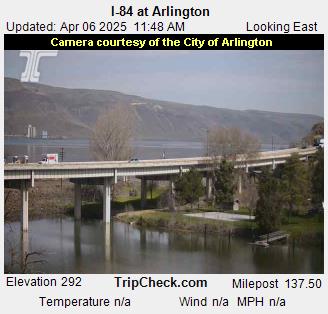 I-84 at Arlington
Updated: Apr 06 2025 11:48 AM Looking East
Camera courtesy of the City of Arlington
Elevation 292 TripCheck.com Milepost 137.50
Temperature n/a Wind n/a MPH n/a